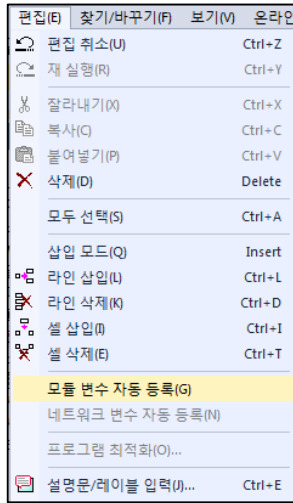 편집(E) 찾기/바꾸기(F) 보기(V) 온라인
편집 취소(U) Ctrl+Z
재 실행(R) Ctrl+Y
잘라내기(X) Ctrl+X
복사(C) Ctrl+C
붙여넣기(P) Ctrl+V
삭제(D) Delete
모두 선택(S) Ctrl+A
삽입 모드(Q) Insert
라인 삽입(L) Ctrl+L
라인 삭제(K) Ctrl+D
셀 삽입(I) Ctrl+I
셀 삭제(E) Ctrl+T
모듈 변수 자동 등록(G)
네트워크 변수 자동 등록(N)
프로그램 최적화(O)...
설명문/레이블 입력(J)... Ctrl+E